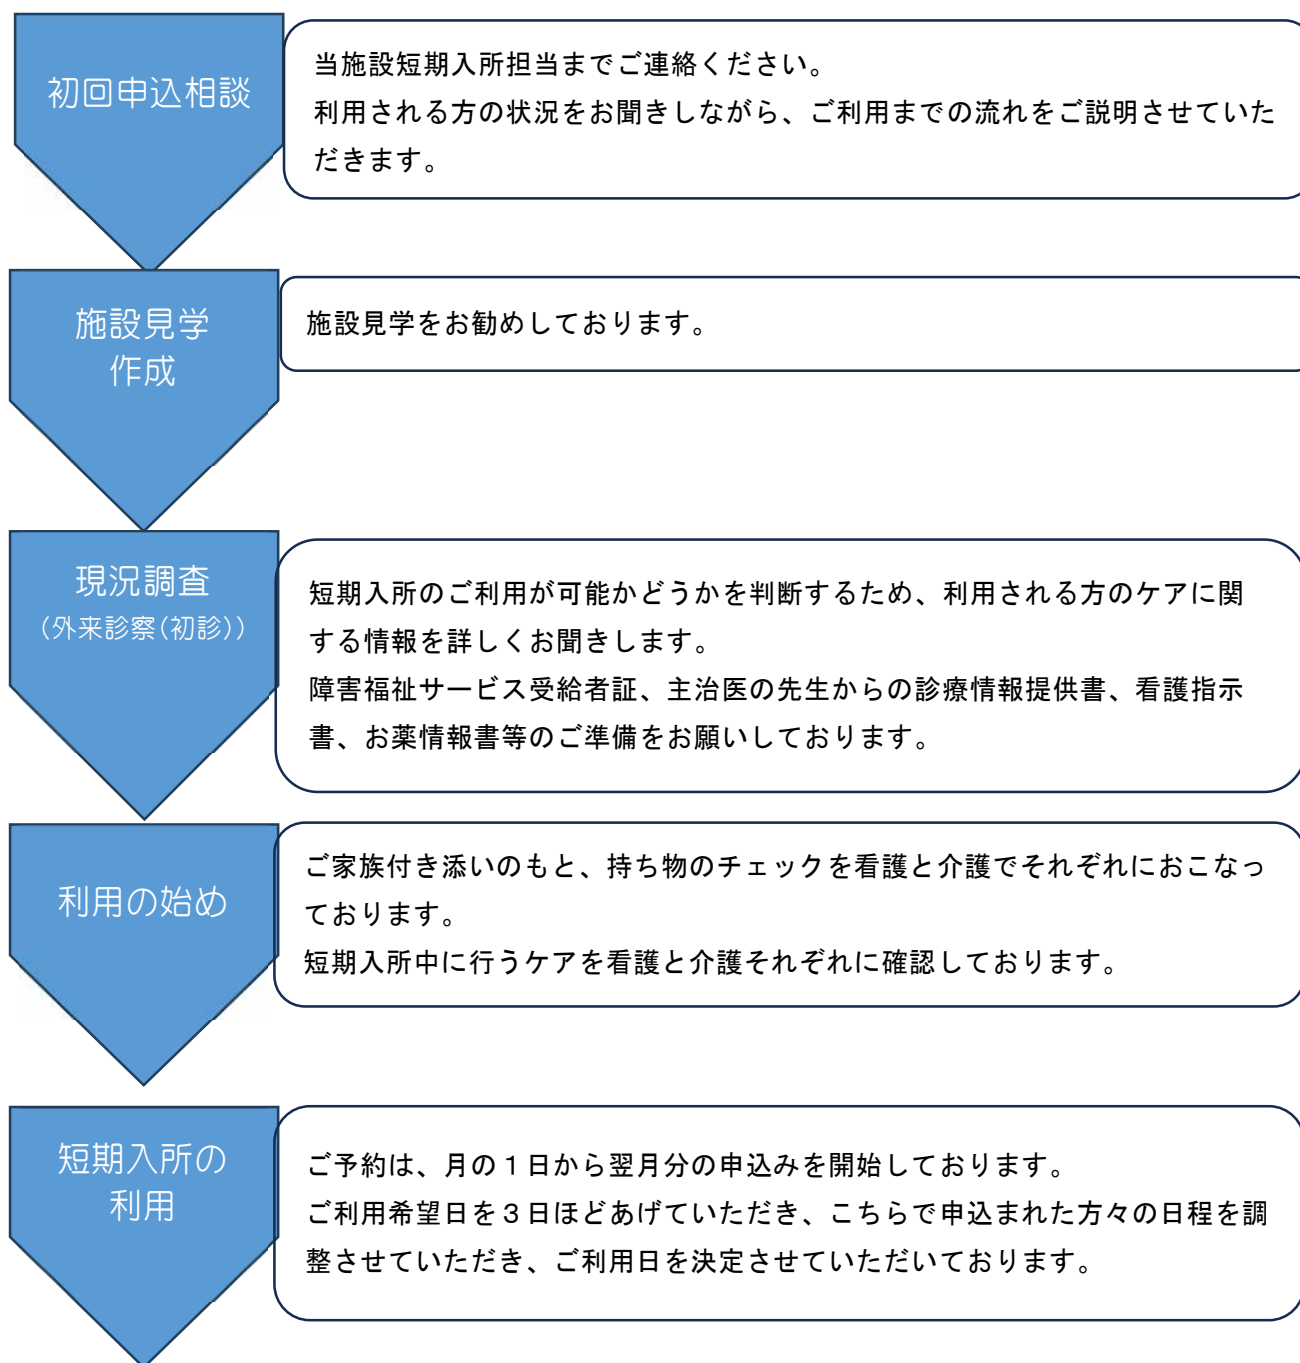 初回申込相談
当施設短期入所担当までご連絡ください。
利用される方の状況をお聞きしながら、ご利用までの流れをご説明させていた
だきます。
施設見学
作成
施設見学をお勧めしております。
現況調査
(外来診察(初診))
短期入所のご利用が可能かどうかを判断するため、利用される方のケアに関
する情報を詳しくお聞きします。
障害福祉サービス受給者証、主治医の先生からの診療情報提供書、看護指示
書、お薬情報書等のご準備をお願いしております。
利用の始め
ご家族付き添いのもと、持ち物のチェックを看護と介護でそれぞれにおこなっ
ております。
短期入所中に行うケアを看護と介護それぞれに確認しております。
短期入所の
利用
ご予約は、月の１日から翌月分の申込みを開始しております。
ご利用希望日を３日ほどあげていただき、こちらで申込まれた方々の日程を調
整させていただき、ご利用日を決定させていただいております。